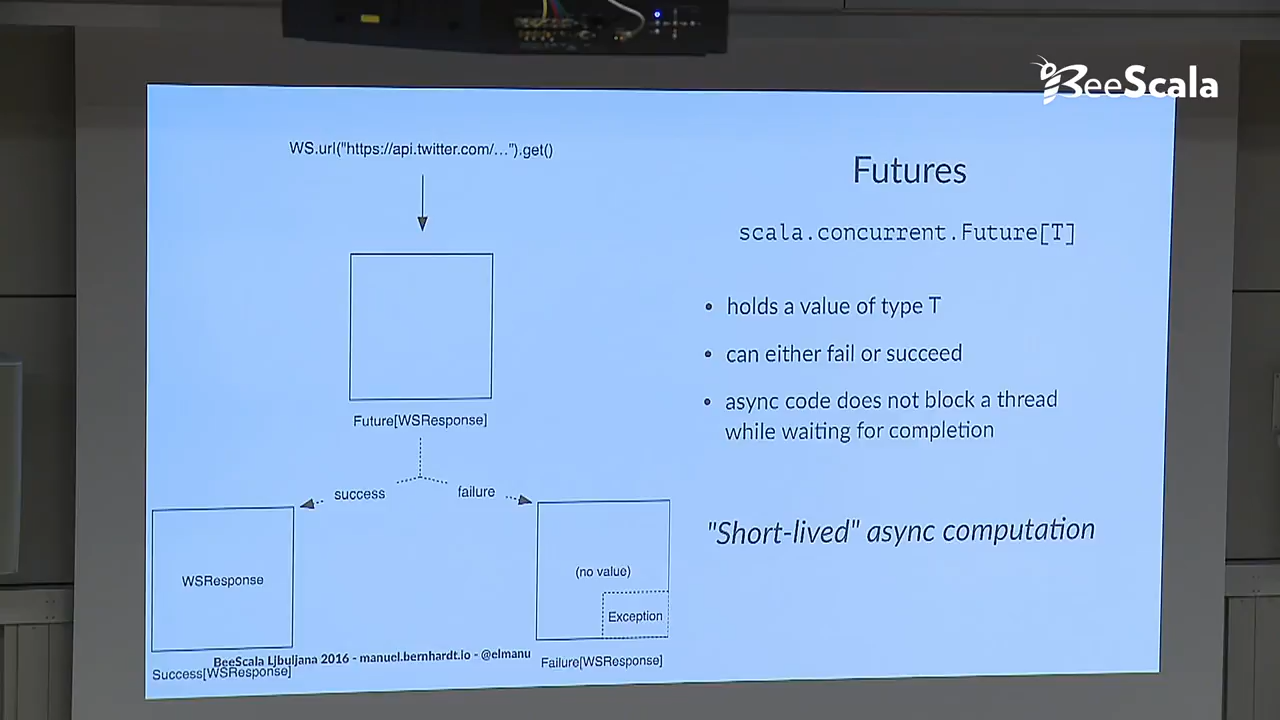 BeeScala
WS.url("https://api.twitter.com/...").get()
Future[WSResponse]
success
failure
WSResponse
(no value)
Exception
Success[WSResponse]
Failure[WSResponse]
Futures
scala.concurrent.Future[T]
• holds a value of type T
• can either fail or succeed
• async code does not block a thread
while waiting for completion
"Short-lived" async computation
BeeScala Ljbuljana 2016 - manuel.bernhardt.io - @elmanu